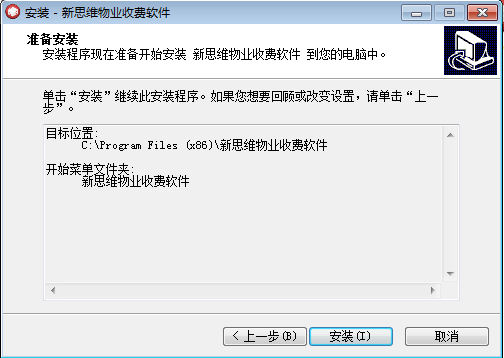 安装 - 新思维物业收费软件
准备安装
安装程序现在准备开始安装 新思维物业收费软件 到您的电脑中。
单击“安装”继续此安装程序。如果您想要回顾或改变设置，请单击“上一
步”。
目标位置:
C:\Program Files (x86)\新思维物业收费软件
开始菜单文件夹:
新思维物业收费软件
< 上一步(B)
安装(I)
取消